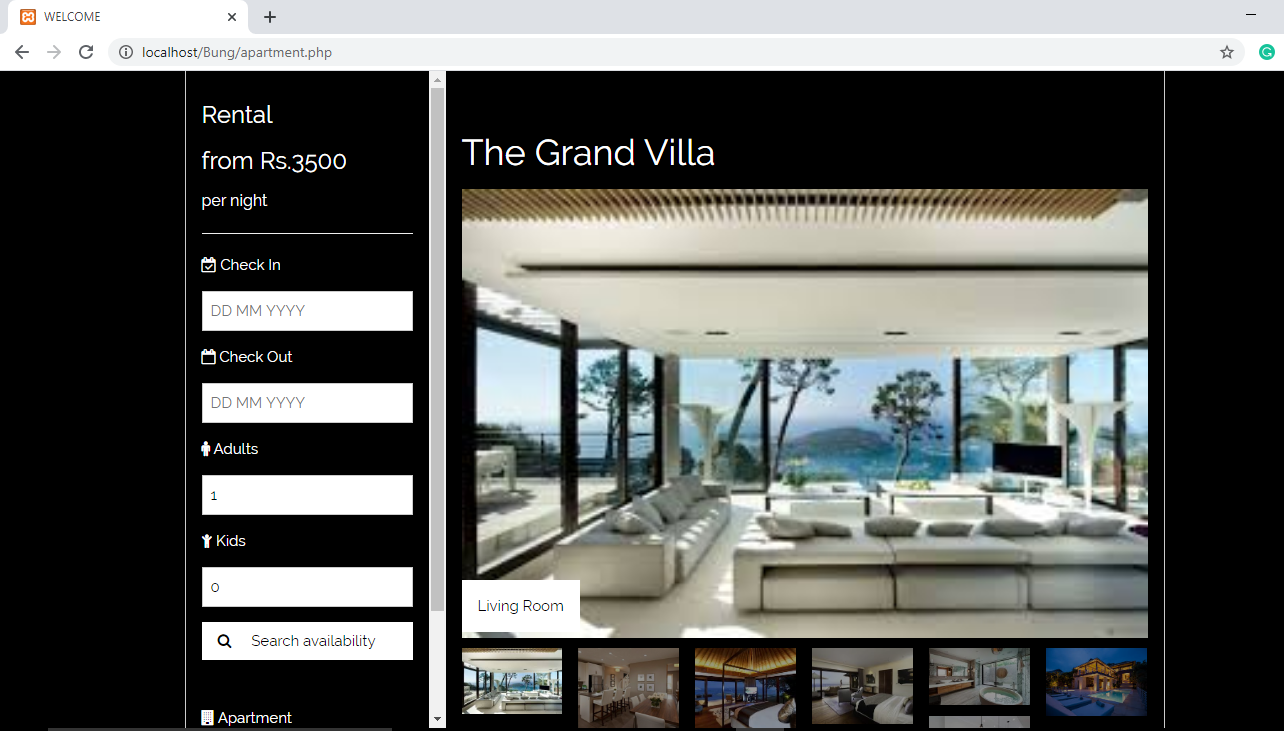 WELCOME
localhost/Bung/apartment.php
Rental
from Rs.3500
per night
Check In
DD MM YYYY
Check Out
DD MM YYYY
Adults
1
Kids
0
Search availability
Apartment
The Grand Villa
Living Room